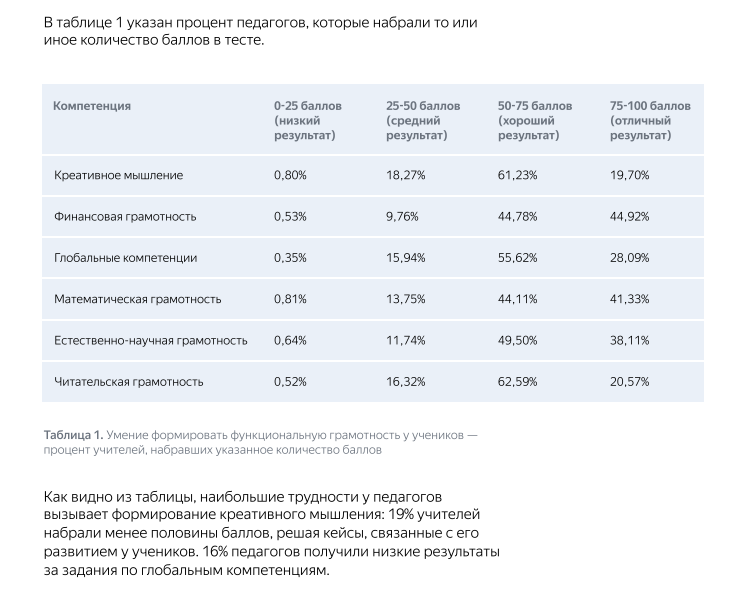 В таблице 1 указан процент педагогов, которые набрали то или
иное количество баллов в тесте.
Компетенция 0-25 баллов (низкий результат) 25-50 баллов (средний результат) 50-75 баллов (хороший результат) 75-100 баллов (отличный результат)
Креативное мышление 0,80% 18,27% 61,23% 19,70%
Финансовая грамотность 0,53% 9,76% 44,78% 44,92%
Глобальные компетенции 0,35% 15,94% 55,62% 28,09%
Математическая грамотность 0,81% 13,75% 44,11% 41,33%
Естественно-научная грамотность 0,64% 11,74% 49,50% 38,11%
Читательская грамотность 0,52% 16,32% 62,59% 20,57%
Таблица 1. Умение формировать функциональную грамотность у учеников —
процент учителей, набравших указанное количество баллов
Как видно из таблицы, наибольшие трудности у педагогов
вызывает формирование креативного мышления: 19% учителей
набрали менее половины баллов, решая кейсы, связанные с его
развитием у учеников. 16% педагогов получили низкие результаты
за задания по глобальным компетенциям.